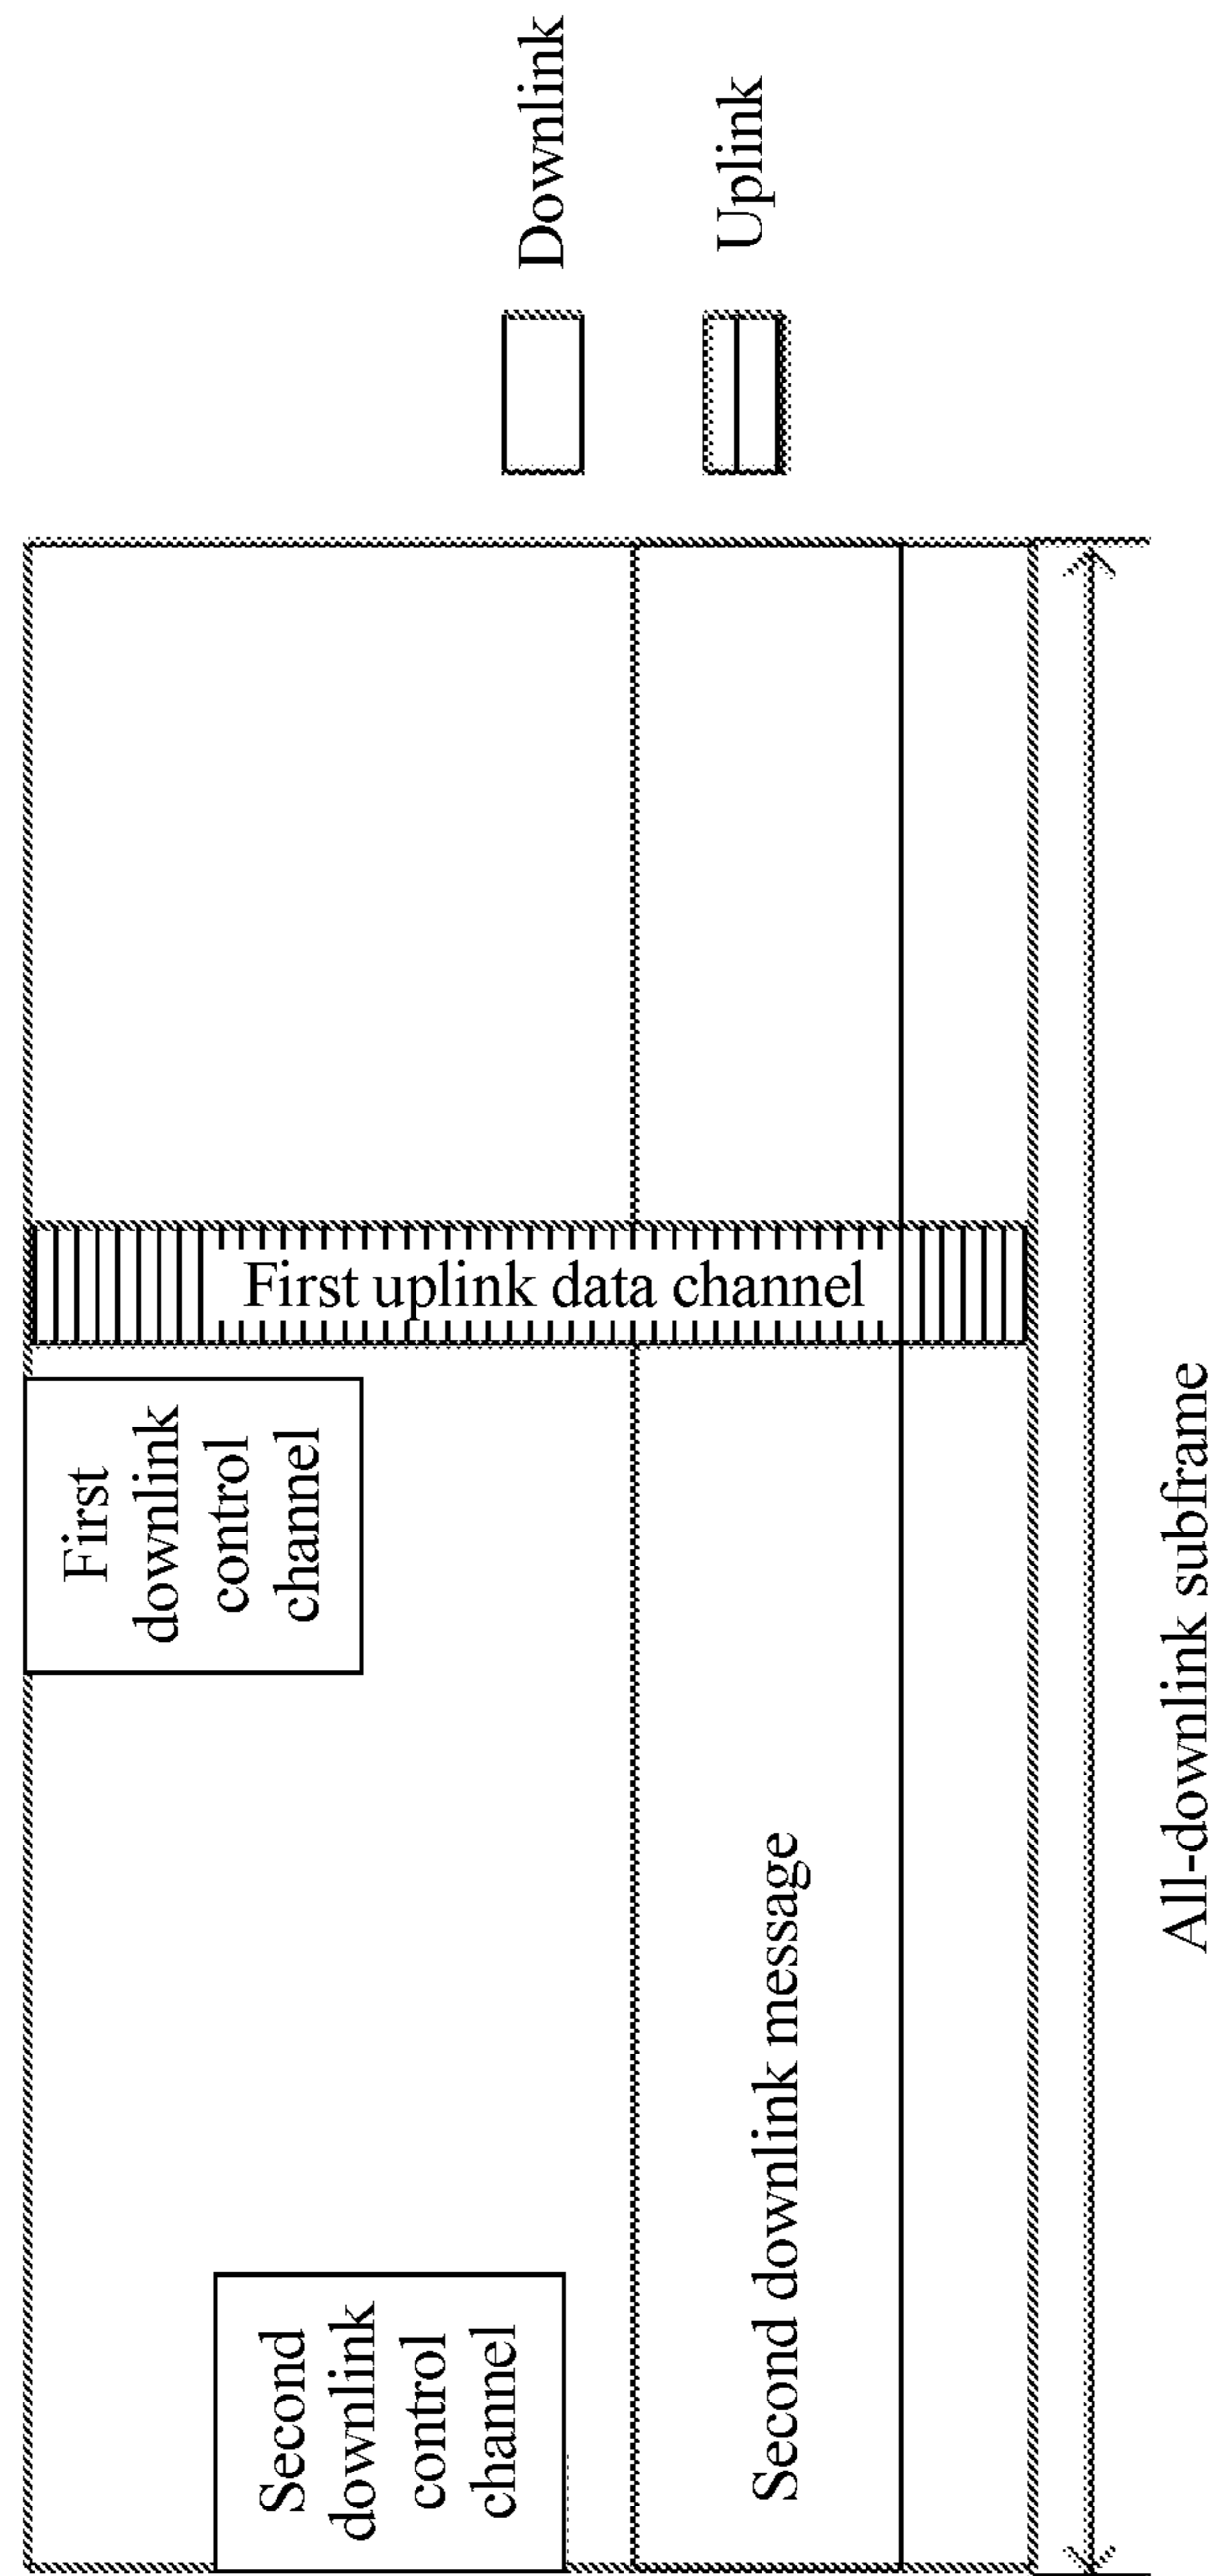 Second
downlink
control
channel
First
downlink
control
channel
First uplink data channel
Second downlink message
All-downlink subframe
Downlink
Uplink